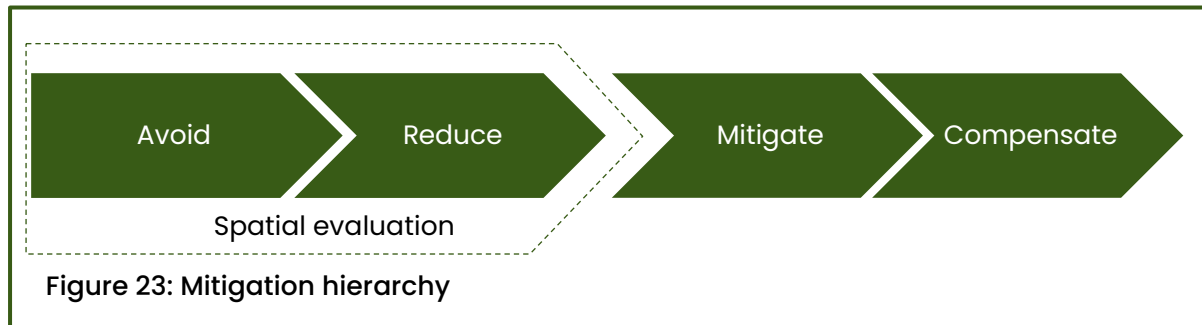 Avoid
Reduce
Mitigate
Compensate
Spatial evaluation
Figure 23: Mitigation hierarchy